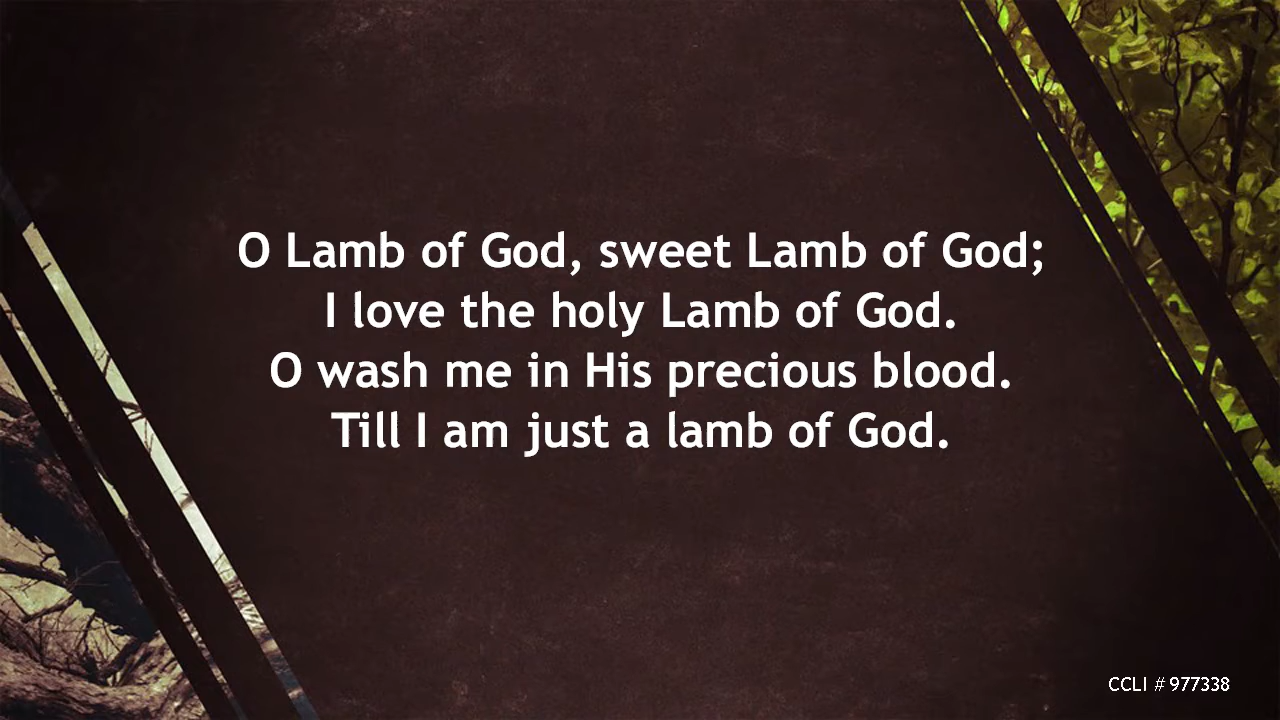 O Lamb of God, sweet Lamb of God;
I love the holy Lamb of God.
O wash me in His precious blood.
Till I am just a lamb of God.
CCLI # 977338